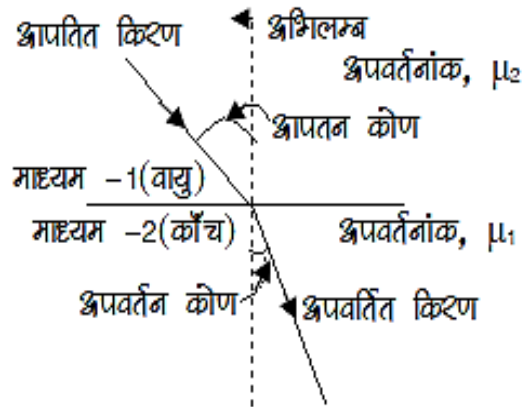 अभिलम्ब
आपतित किरण
अपवर्तनांक, μ₂
आपतन कोण
माध्यम -1(वायु)
माध्यम -2(काँच)
अपवर्तनांक, μ₁
अपवर्तन कोण
अपवर्तित किरण